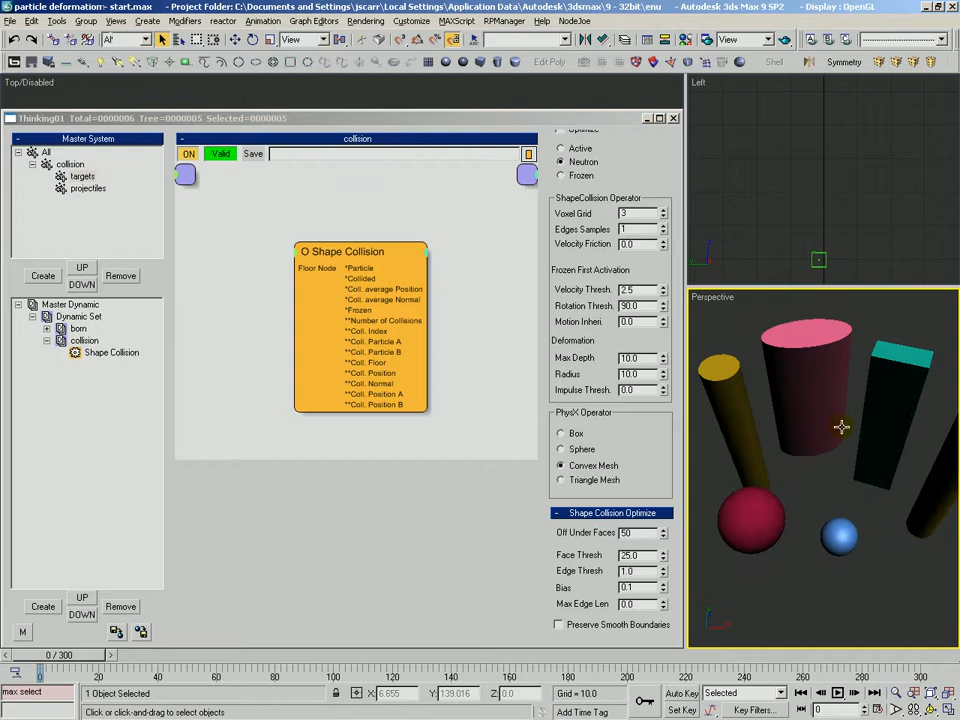 particle deformation:- start.max - Project Folder: C:\Documents and Settings\jscarr\Local Settings\Application Data\Autodesk\3dsmax\9 - 32bit\enu - Autodesk 3ds Max 9 SP2 - Display : OpenGL
File Edit Tools Group Views Create Modifiers reactor Animation Graph Editors Rendering Customize MAXScript RPManager Help NodeJoe
All View View
Edit Poly Shell Symmetry
Top/Disabled Left
Thinking01 Total=0000006 Tree=0000005 Selected=0000005
Master System
All
collision
targets
projectiles
Create UP DOWN Remove
Master Dynamic
Dynamic Set
born
collision
Shape Collision
Create UP DOWN Remove
M
collision
ON Valid Save
O Shape Collision
Floor Node *Particle
*Collided
*Coll. average Position
*Coll. average Normal
*Frozen
**Number of Collisions
**Coll. Index
**Coll. Particle A
**Coll. Particle B
**Coll. Floor
**Coll. Position
**Coll. Normal
**Coll. Position A
**Coll. Position B
Active
Neutron
Frozen
ShapeCollision Operator
Voxel Grid 3
Edges Samples 1
Velocity Friction 0.0
Frozen First Activation
Velocity Thresh. 2.5
Rotation Thresh. 90.0
Motion Inheri. 0.0
Deformation
Max Depth 10.0
Radius 10.0
Impulse Thresh. 0.0
PhysX Operator
Box
Sphere
Convex Mesh
Triangle Mesh
- Shape Collision Optimize
Off Under Faces 50
Face Thresh 25.0
Edge Thresh 1.0
Bias 0.1
Max Edge Len 0.0
Preserve Smooth Boundaries
Perspective
0 / 300
0 20 40 60 80 100 120 140 160 180 200 220 240 260 280 300
max select 1 Object Selected X: 6.655 Y: 139.016 Z: 0.0 Grid = 10.0 Auto Key Selected
Click or click-and-drag to select objects Add Time Tag Set Key Key Filters... 0